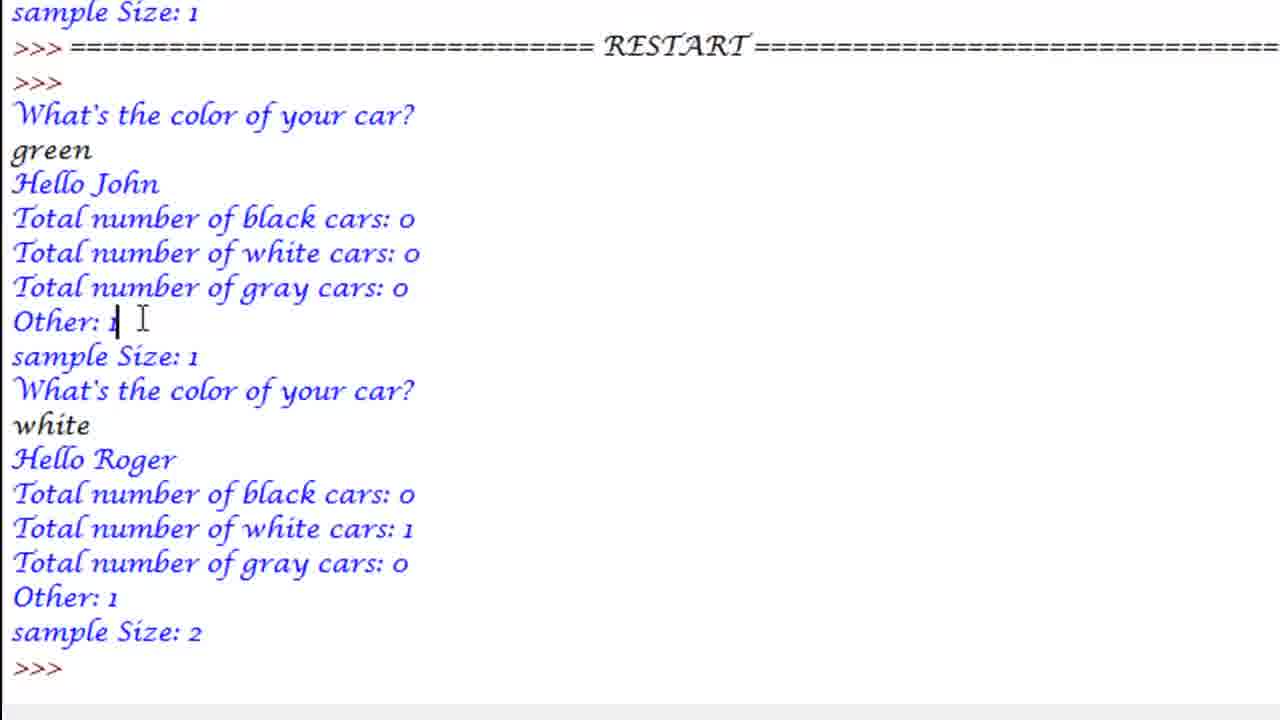 sample Size: 1
>>> ================================ RESTART ================================
>>>
What's the color of your car?
green
Hello John
Total number of black cars: 0
Total number of white cars: 0
Total number of gray cars: 0
Other: 1
sample Size: 1
What's the color of your car?
white
Hello Roger
Total number of black cars: 0
Total number of white cars: 1
Total number of gray cars: 0
Other: 1
sample Size: 2
>>>